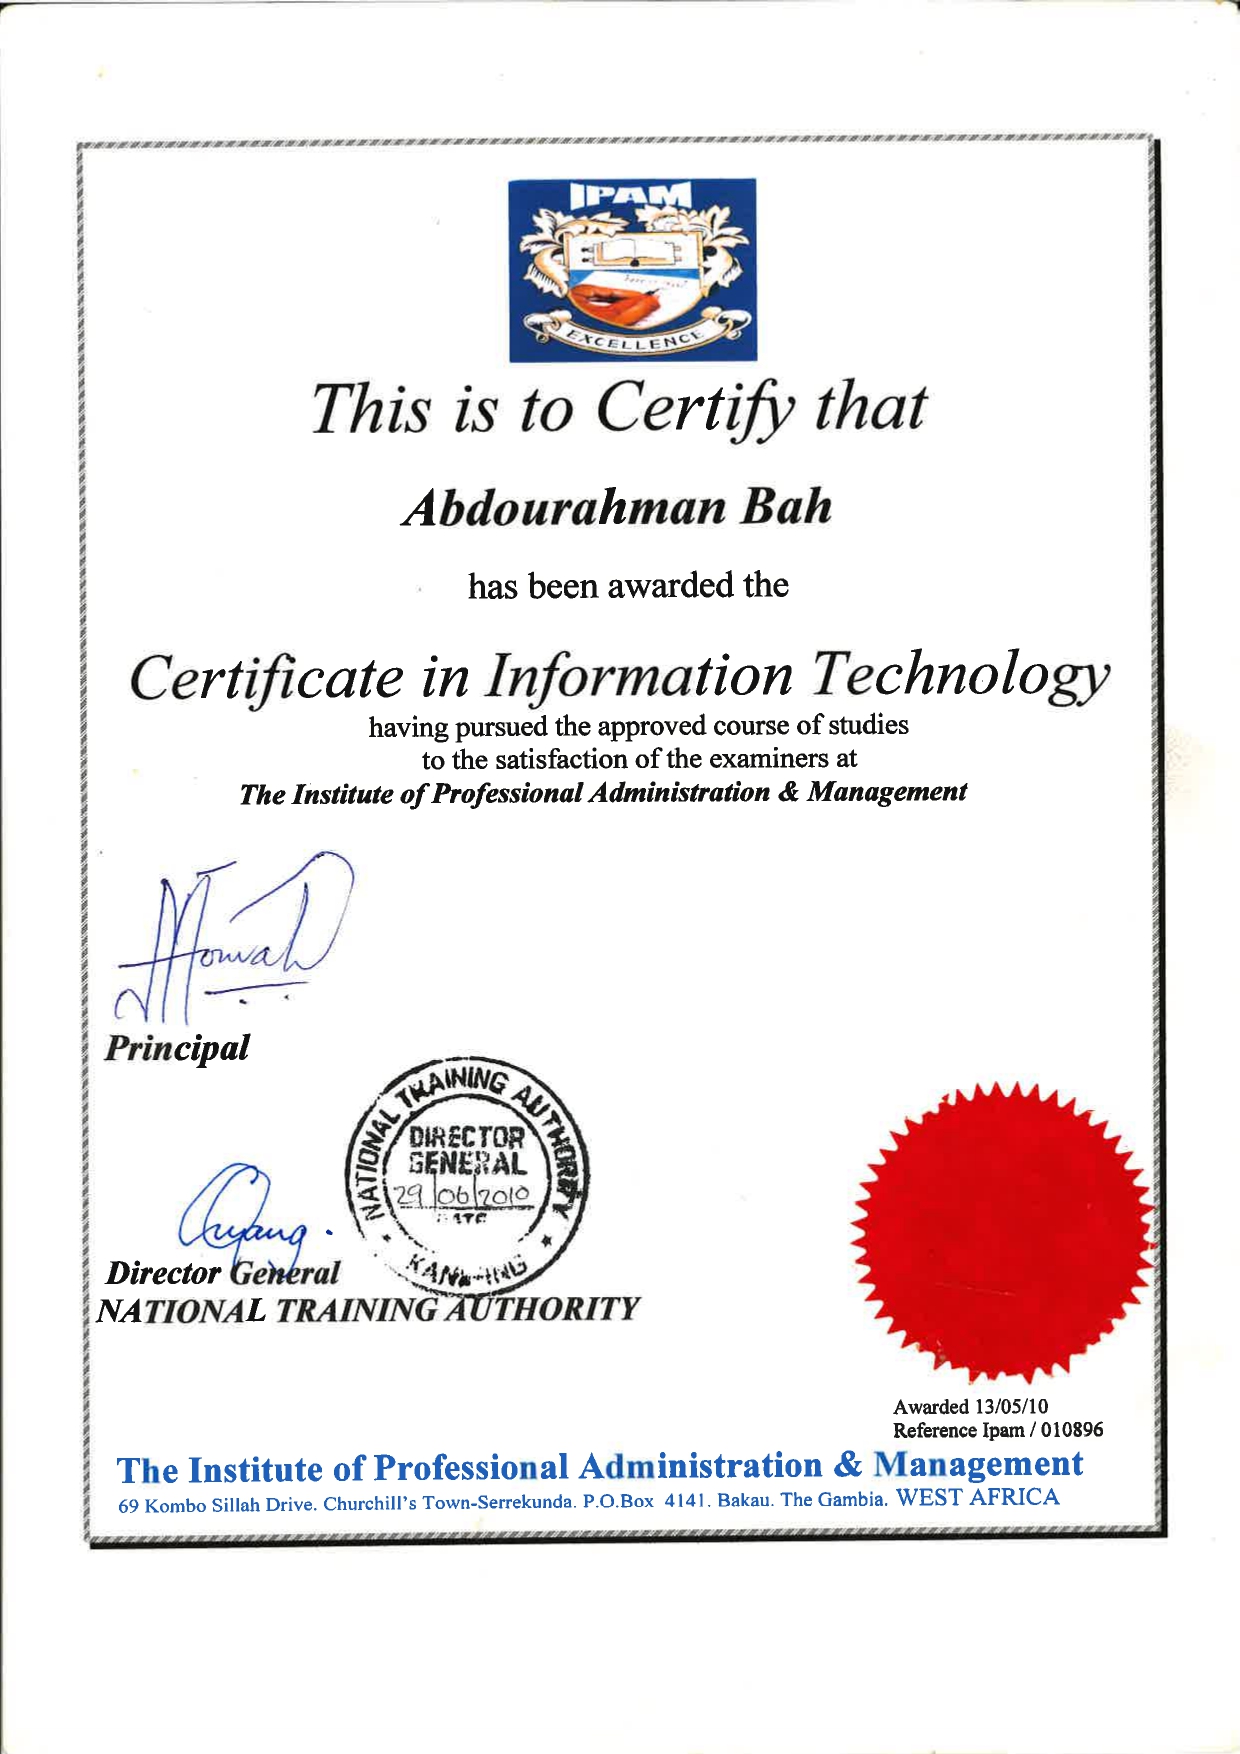 IPAM
EXCELLENCE
This is to Certify that
Abdourahman Bah
has been awarded the
Certificate in Information Technology
having pursued the approved course of studies
to the satisfaction of the examiners at
The Institute of Professional Administration & Management
Principal
NATIONAL TRAINING AUTHORITY
DIRECTOR
GENERAL
29/06/2010
DATE
KANIFING
Director General
NATIONAL TRAINING AUTHORITY
Awarded 13/05/10
Reference Ipam / 010896
The Institute of Professional Administration & Management
69 Kombo Sillah Drive. Churchill's Town-Serrekunda. P.O.Box 4141. Bakau. The Gambia. WEST AFRICA